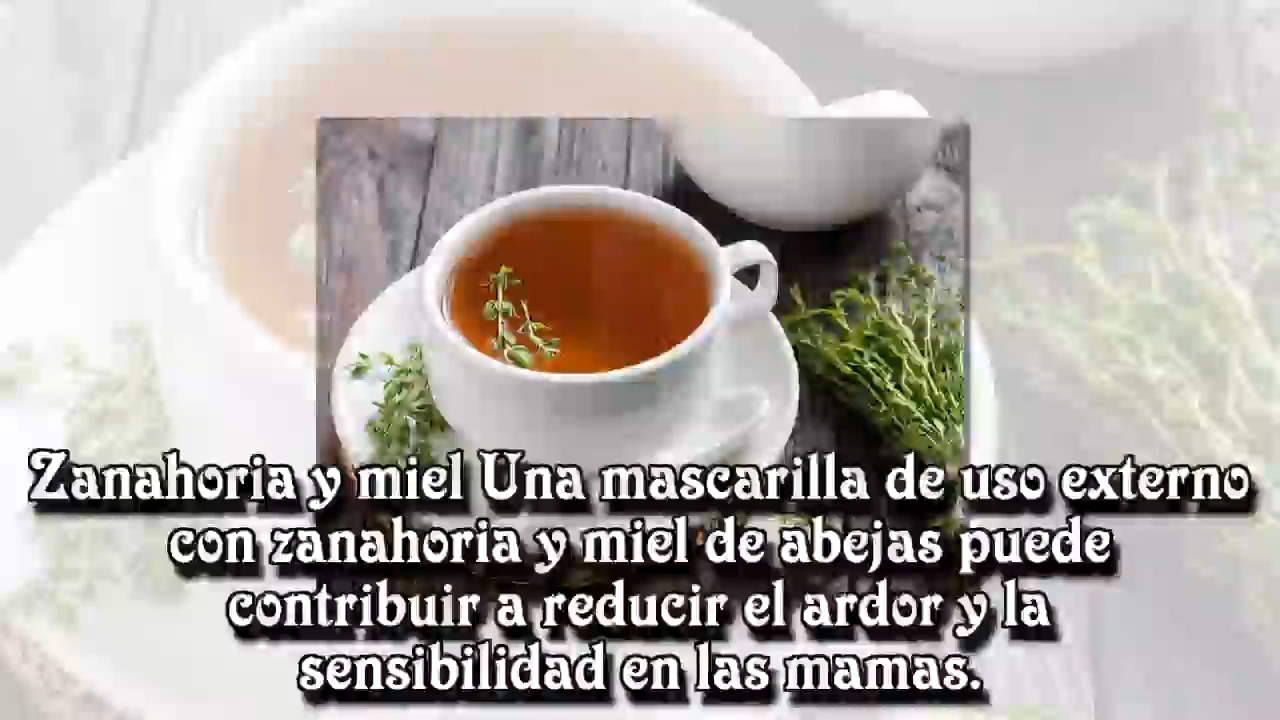 Zanahoria y miel Una mascarilla de uso externo
con zanahoria y miel de abejas puede
contribuir a reducir el ardor y la
sensibilidad en las mamas.